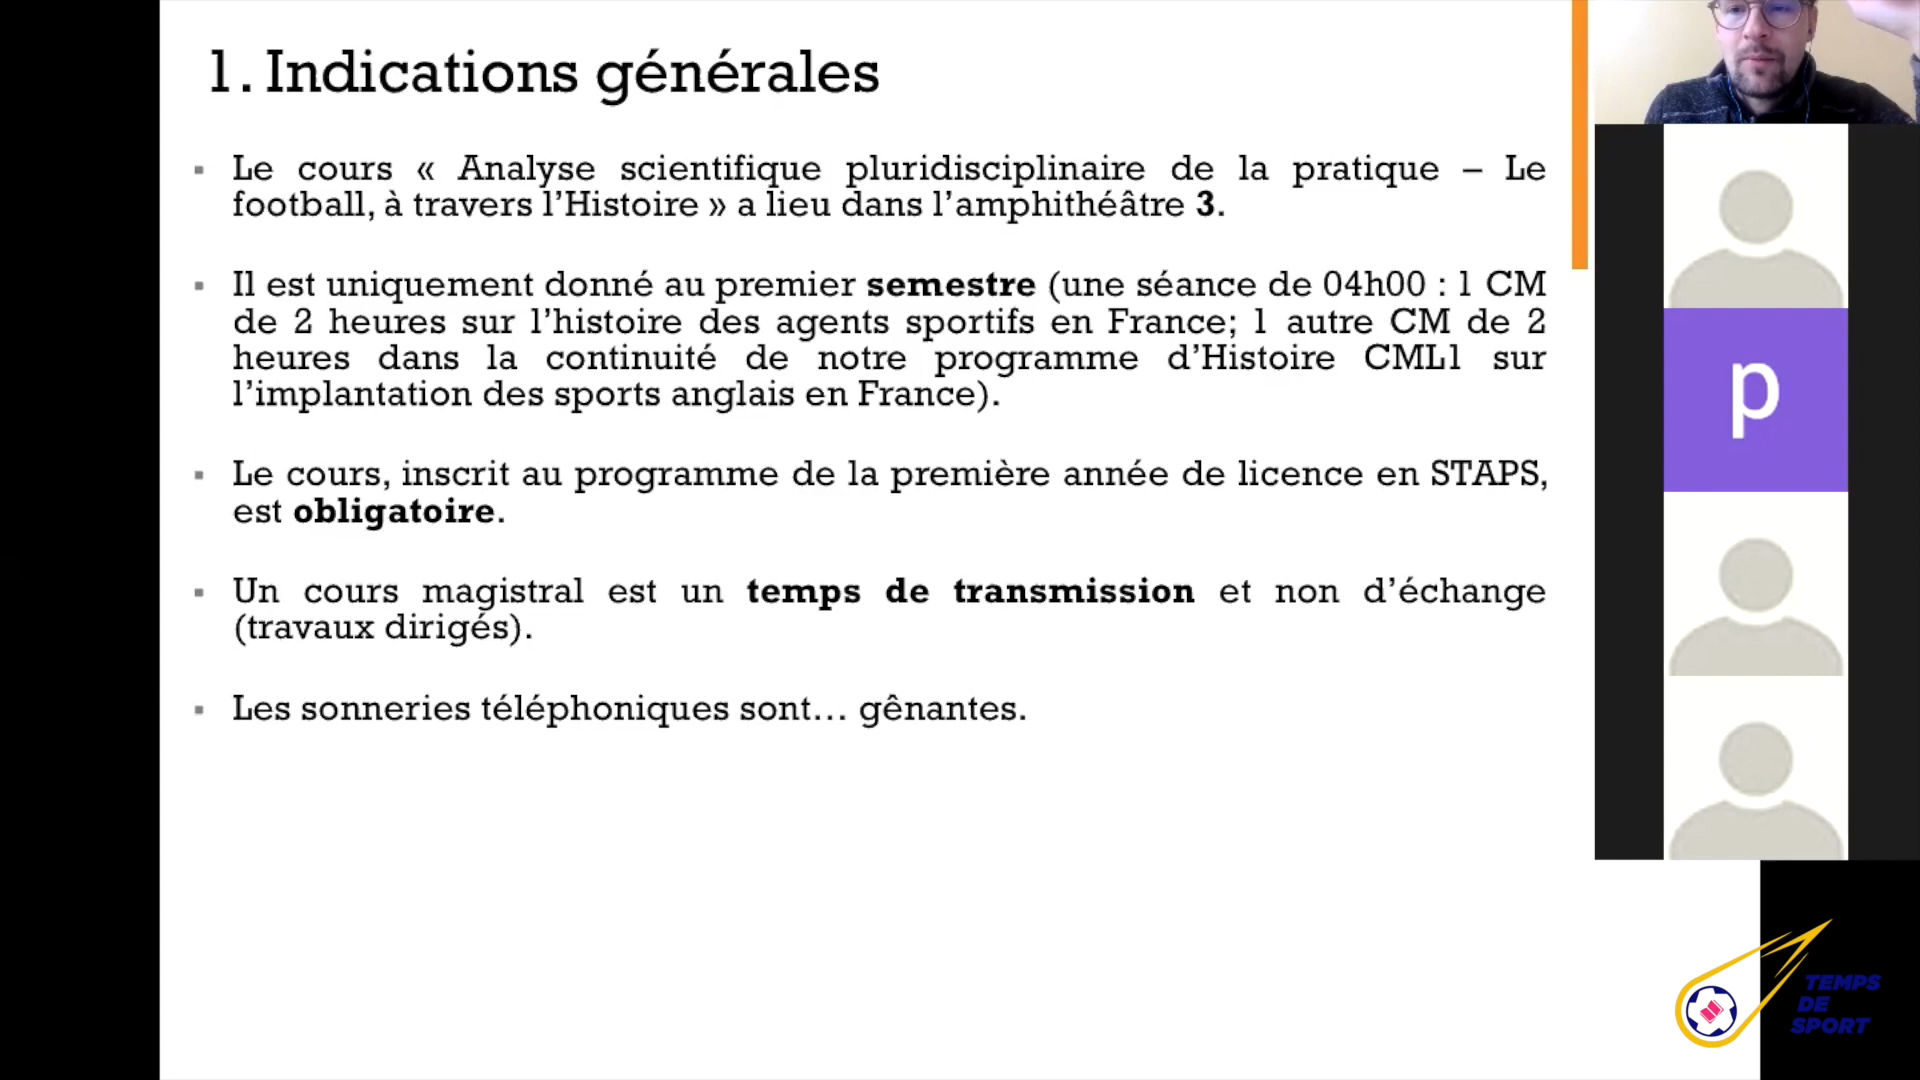 1. Indications générales
▪ Le cours « Analyse scientifique pluridisciplinaire de la pratique – Le
football, à travers l’Histoire » a lieu dans l’amphithéâtre 3.
▪ Il est uniquement donné au premier semestre (une séance de 04h00 : 1 CM
de 2 heures sur l’histoire des agents sportifs en France; 1 autre CM de 2
heures dans la continuité de notre programme d’Histoire CML1 sur
l’implantation des sports anglais en France).
▪ Le cours, inscrit au programme de la première année de licence en STAPS,
est obligatoire.
▪ Un cours magistral est un temps de transmission et non d’échange
(travaux dirigés).
▪ Les sonneries téléphoniques sont… gênantes.
p
TEMPS
DE
SPORT